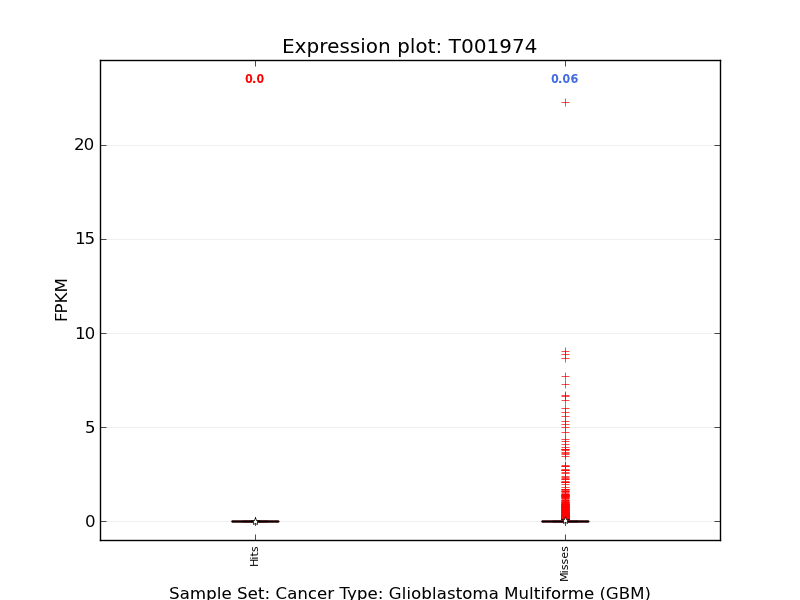 Expression plot: T001974
0.0 0.06
20
15
10
5
0
FPKM
Hits Misses
Sample Set: Cancer Type: Glioblastoma Multiforme (GBM)